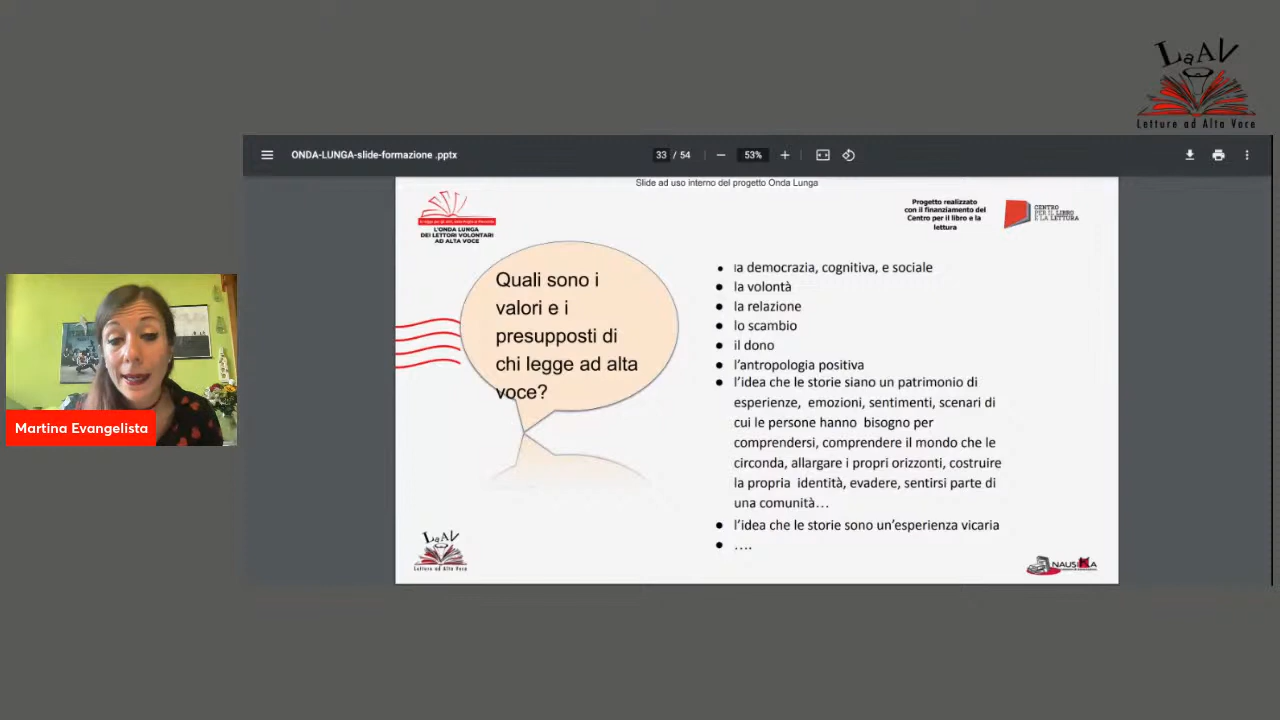 LaAV
Letture ad Alta Voce
ONDA-LUNGA-slide-formazione .pptx
33 / 54
53%
Slide ad uso interno del progetto Onda Lunga
L'ONDA LUNGA
DEI LETTORI VOLONTARI
AD ALTA VOCE
Progetto realizzato
con il finanziamento del
Centro per il libro e la
lettura
CENTRO
PER IL LIBRO
E LA LETTURA
Quali sono i
valori e i
presupposti di
chi legge ad alta
voce?
● la democrazia, cognitiva, e sociale
● la volontà
● la relazione
● lo scambio
● il dono
● l'antropologia positiva
● l'idea che le storie siano un patrimonio di
esperienze, emozioni, sentimenti, scenari di
cui le persone hanno bisogno per
comprendersi, comprendere il mondo che le
circonda, allargare i propri orizzonti, costruire
la propria identità, evadere, sentirsi parte di
una comunità…
● l'idea che le storie sono un'esperienza vicaria
● ….
Martina Evangelista
LaAV
Letture ad Alta Voce